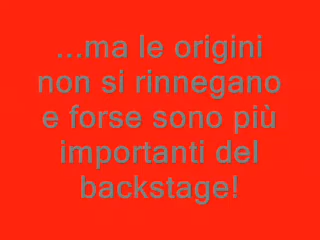 ...ma le origini
non si rinnegano
e forse sono più
importanti del
backstage!